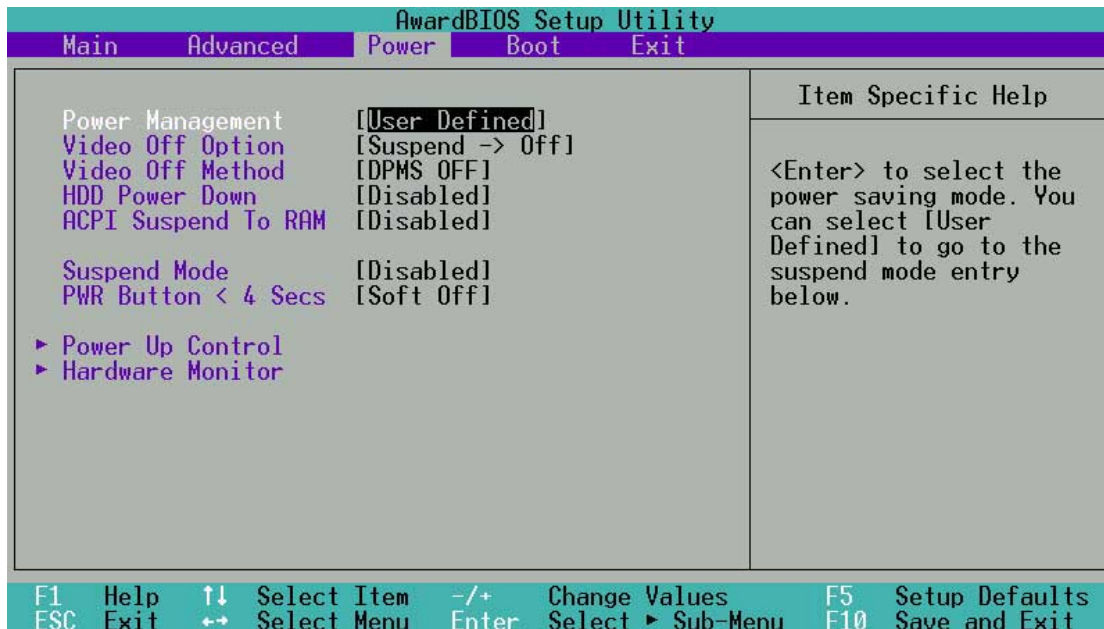 AwardBIOS Setup Utility
Main Advanced Power Boot Exit
Power Management [User Defined]
Video Off Option [Suspend -> Off]
Video Off Method [DPMS OFF]
HDD Power Down [Disabled]
ACPI Suspend To RAM [Disabled]
Suspend Mode [Disabled]
PWR Button < 4 Secs [Soft Off]
► Power Up Control
► Hardware Monitor
Item Specific Help
<Enter> to select the
power saving mode. You
can select [User
Defined] to go to the
suspend mode entry
below.
F1 Help ↑↓ Select Item -/+ Change Values F5 Setup Defaults
ESC Exit ←→ Select Menu Enter Select ► Sub-Menu F10 Save and Exit